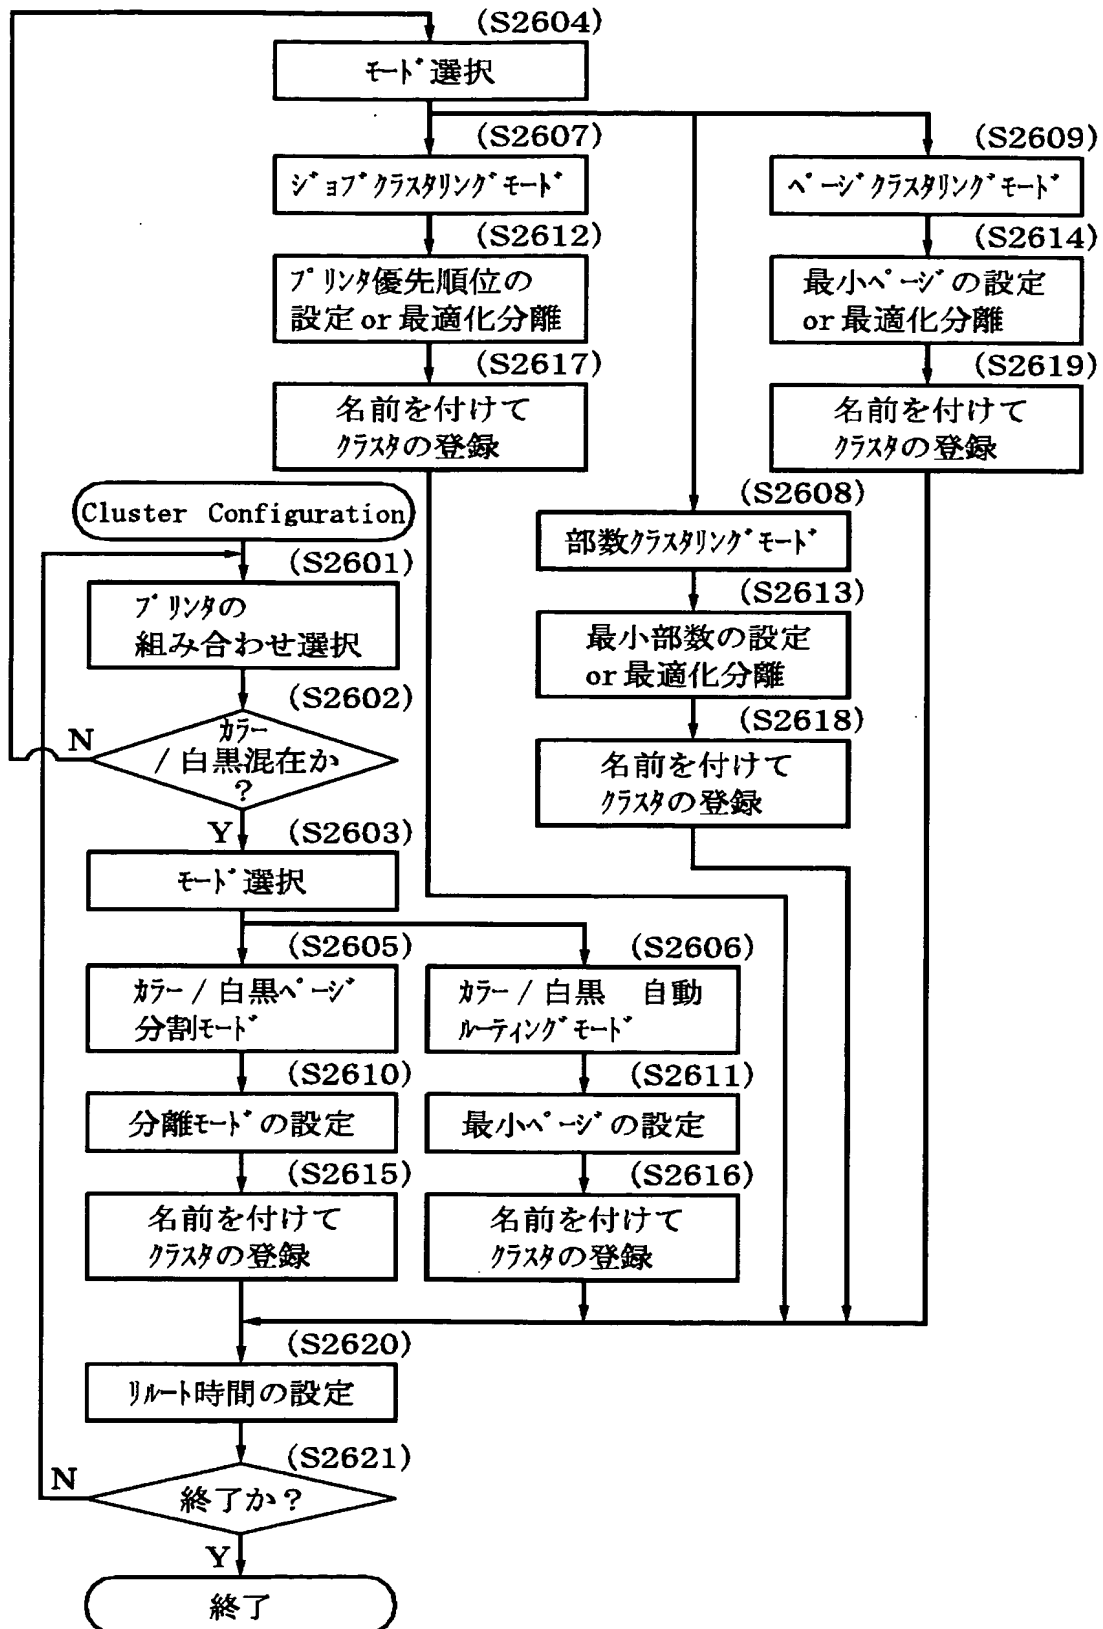 (S2604)
モード選択
(S2607)
ジョブクラスタリングモード
(S2612)
プリンタ優先順位の
設定or最適化分離
(S2617)
名前を付けて
クラスタの登録
(S2609)
ページクラスタリングモード
(S2614)
最小ページの設定
or最適化分離
(S2619)
名前を付けて
クラスタの登録
(S2608)
部数クラスタリングモード
(S2613)
最小部数の設定
or最適化分離
(S2618)
名前を付けて
クラスタの登録
Cluster Configuration
(S2601)
プリンタの
組み合わせ選択
(S2602)
カラー
/白黒混在か
?
N
Y
(S2603)
モード選択
(S2605)
カラー/白黒ページ
分割モード
(S2610)
分離モードの設定
(S2615)
名前を付けて
クラスタの登録
(S2606)
カラー/白黒 自動
ルーティングモード
(S2611)
最小ページの設定
(S2616)
名前を付けて
クラスタの登録
(S2620)
リルート時間の設定
(S2621)
終了か?
N
Y
終了